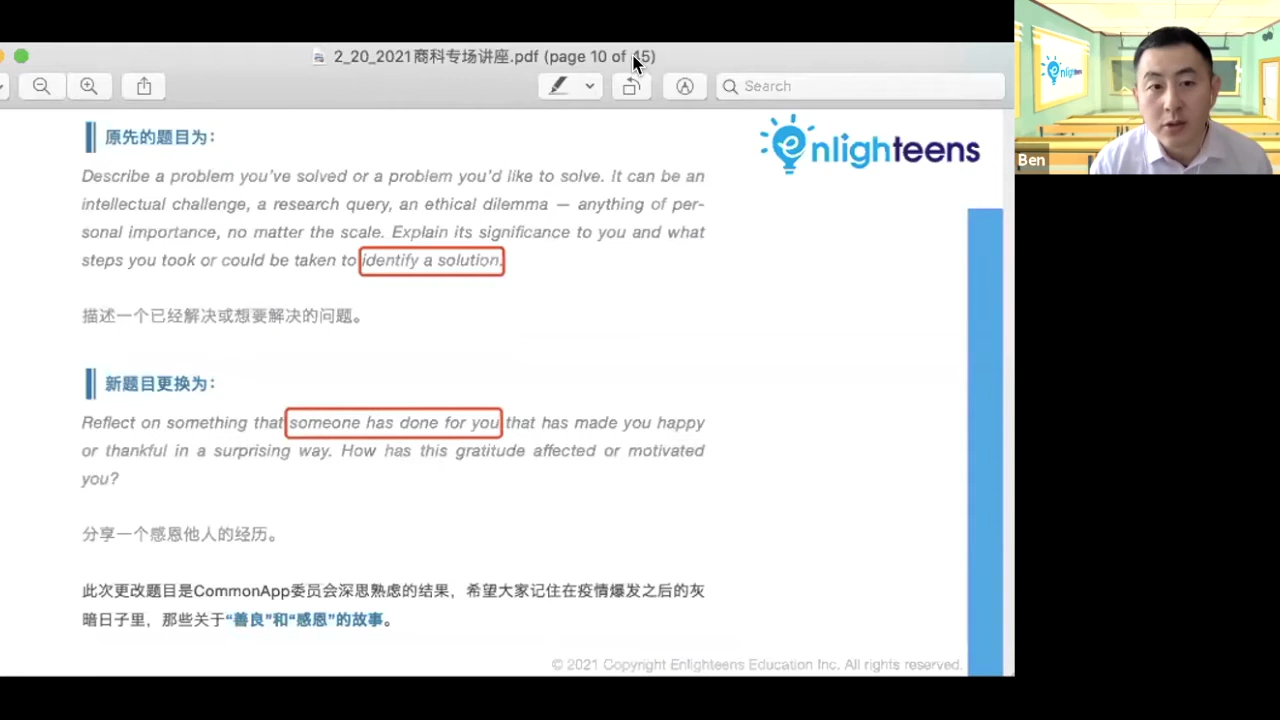 2_20_2021商科专场讲座.pdf (page 10 of 15)
Search
enlighteens
Ben
enlighteens
原先的题目为：
Describe a problem you've solved or a problem you'd like to solve. It can be an
intellectual challenge, a research query, an ethical dilemma — anything of per-
sonal importance, no matter the scale. Explain its significance to you and what
steps you took or could be taken to identify a solution.
描述一个已经解决或想要解决的问题。
新题目更换为：
Reflect on something that someone has done for you that has made you happy
or thankful in a surprising way. How has this gratitude affected or motivated
you?
分享一个感恩他人的经历。
此次更改题目是CommonApp委员会深思熟虑的结果，希望大家记住在疫情爆发之后的灰
暗日子里，那些关于“善良”和“感恩”的故事。
© 2021 Copyright Enlighteens Education Inc. All rights reserved.